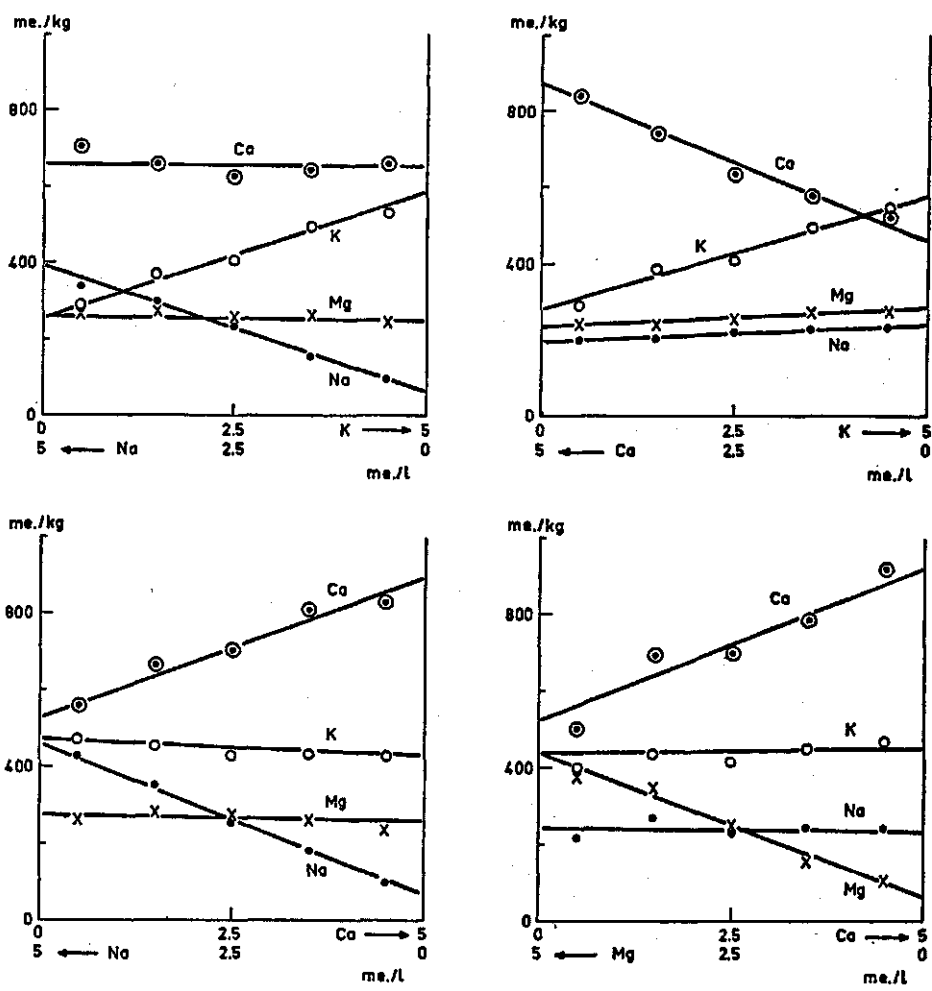 me./kg
800
Ca
K
400
Mg
Na
0
0 2.5 K → 5
5 ← Na 2.5 0
me./l
me./kg
800
Ca
K
400
Mg
Na
0
0 2.5 K → 5
5 ← Ca 2.5 0
me./l
me./kg
Ca
800
K
400
Mg
Na
0
0 2.5 Ca → 5
5 ← Na 2.5 0
me./l
me./kg
800
Ca
K
400
Na
Mg
0
0 2.5 Ca → 5
5 ← Mg 2.5 0
me./l